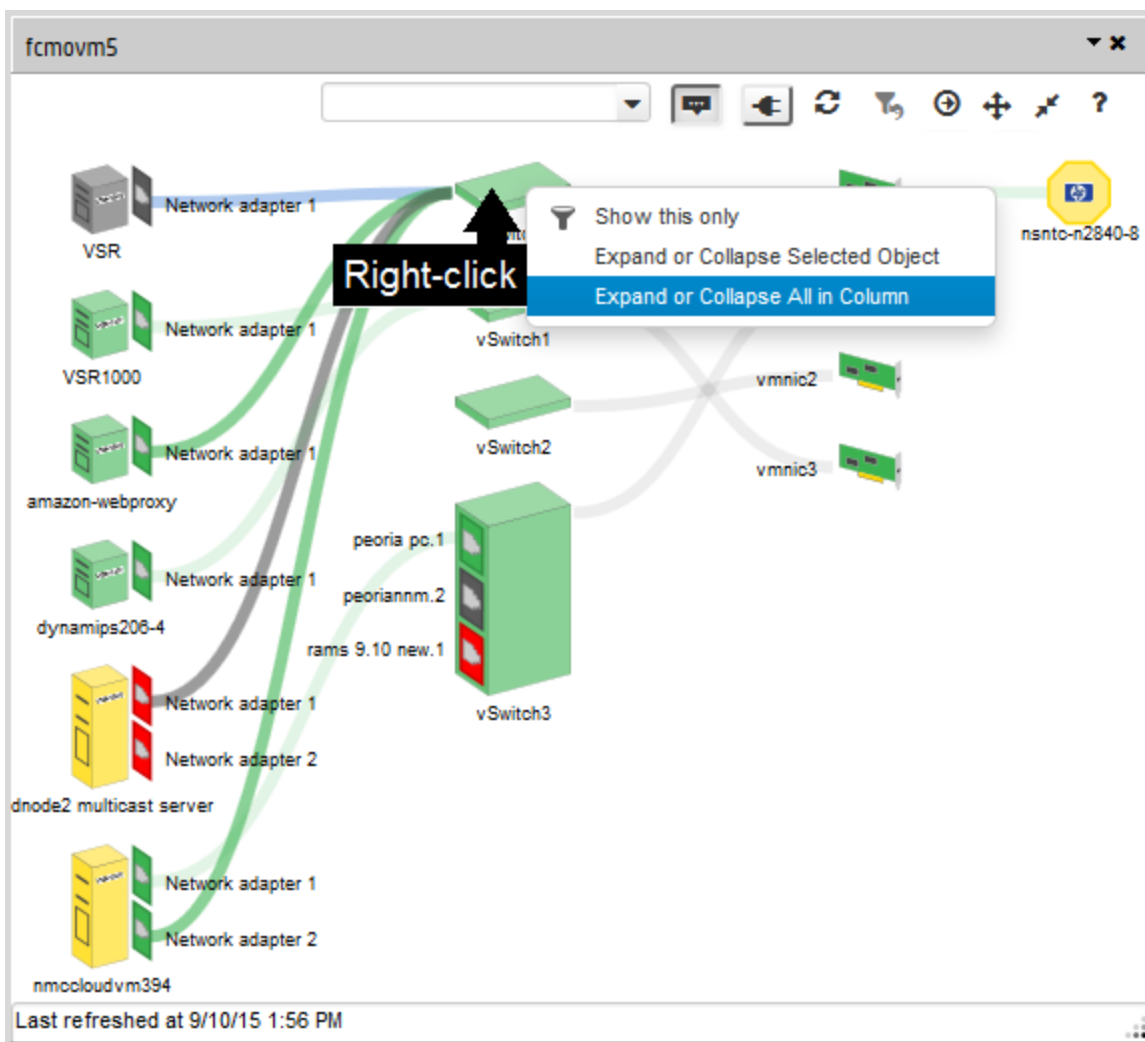 fcmovm5
?
Network adapter 1
VSR
Right-click
Show this only
Expand or Collapse Selected Object
Expand or Collapse All in Column
nsntc-n2840-8
Network adapter 1
VSR1000
vSwitch1
vmnic2
Network adapter 1
amazon-webproxy
vSwitch2
vmnic3
Network adapter 1
dynamips206-4
peoria pc.1
peoriannm.2
rams 9.10 new.1
vSwitch3
Network adapter 1
Network adapter 2
dnode2 multicast server
Network adapter 1
Network adapter 2
nmccloudvm394
Last refreshed at 9/10/15 1:56 PM